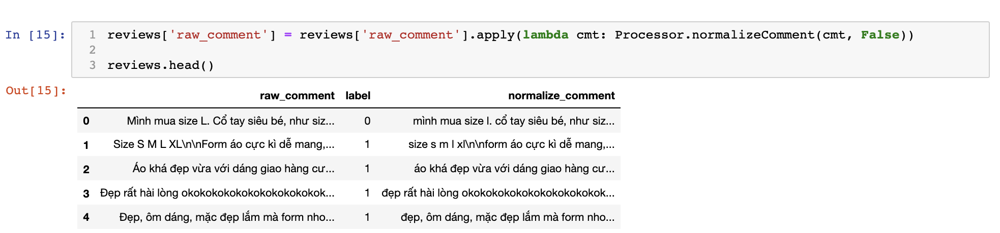 In [15]:
1 reviews['raw_comment'] = reviews['raw_comment'].apply(lambda cmt: Processor.normalizeComment(cmt, False))
2
3 reviews.head()
Out[15]:
raw_comment label normalize_comment
0 Mình mua size L. Cổ tay siêu bé, như siz... 0 mình mua size l. cổ tay siêu bé, như siz...
1 Size S M L XL\n\nForm áo cực kì dễ mang,... 1 size s m l xl\n\nform áo cực kì dễ mang,...
2 Áo khá đẹp vừa với dáng giao hàng cư... 1 áo khá đẹp vừa với dáng giao hàng cư...
3 Đẹp rất hài lòng okokokokokokokokokokokok... 1 đẹp rất hài lòng okokokokokokokokokokokok...
4 Đẹp, ôm dáng, mặc đẹp lắm mà form nho... 1 đẹp, ôm dáng, mặc đẹp lắm mà form nho...